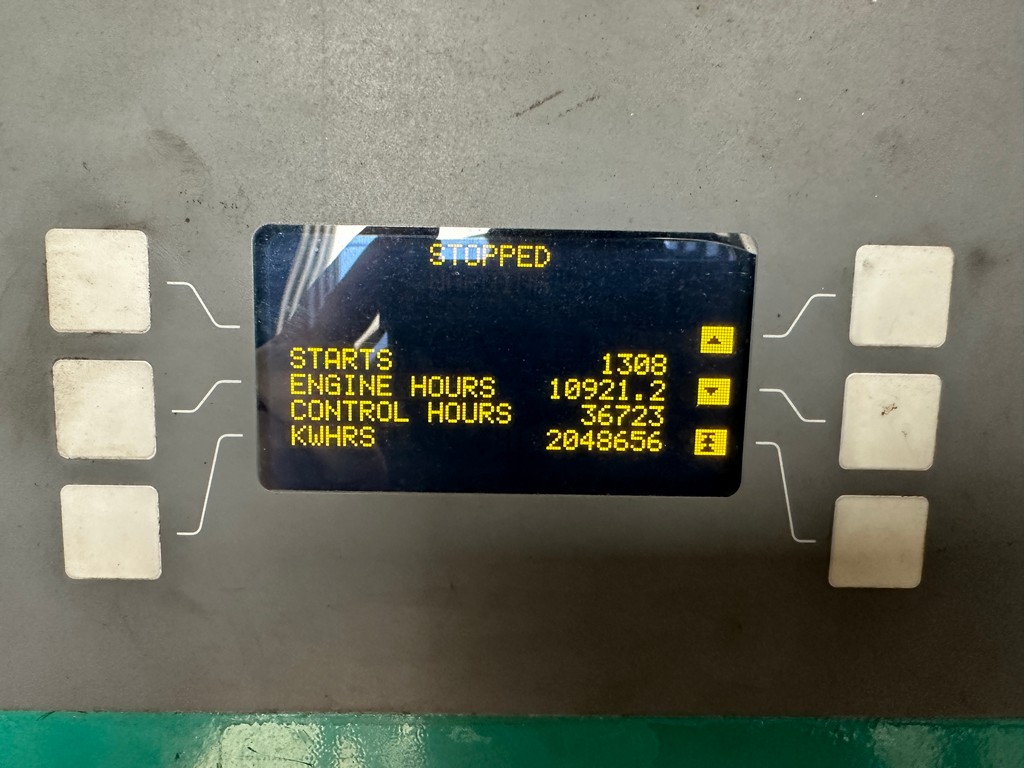 STOPPED
STARTS 1308
ENGINE HOURS 10921.2
CONTROL HOURS 36723
KWHRS 2048656